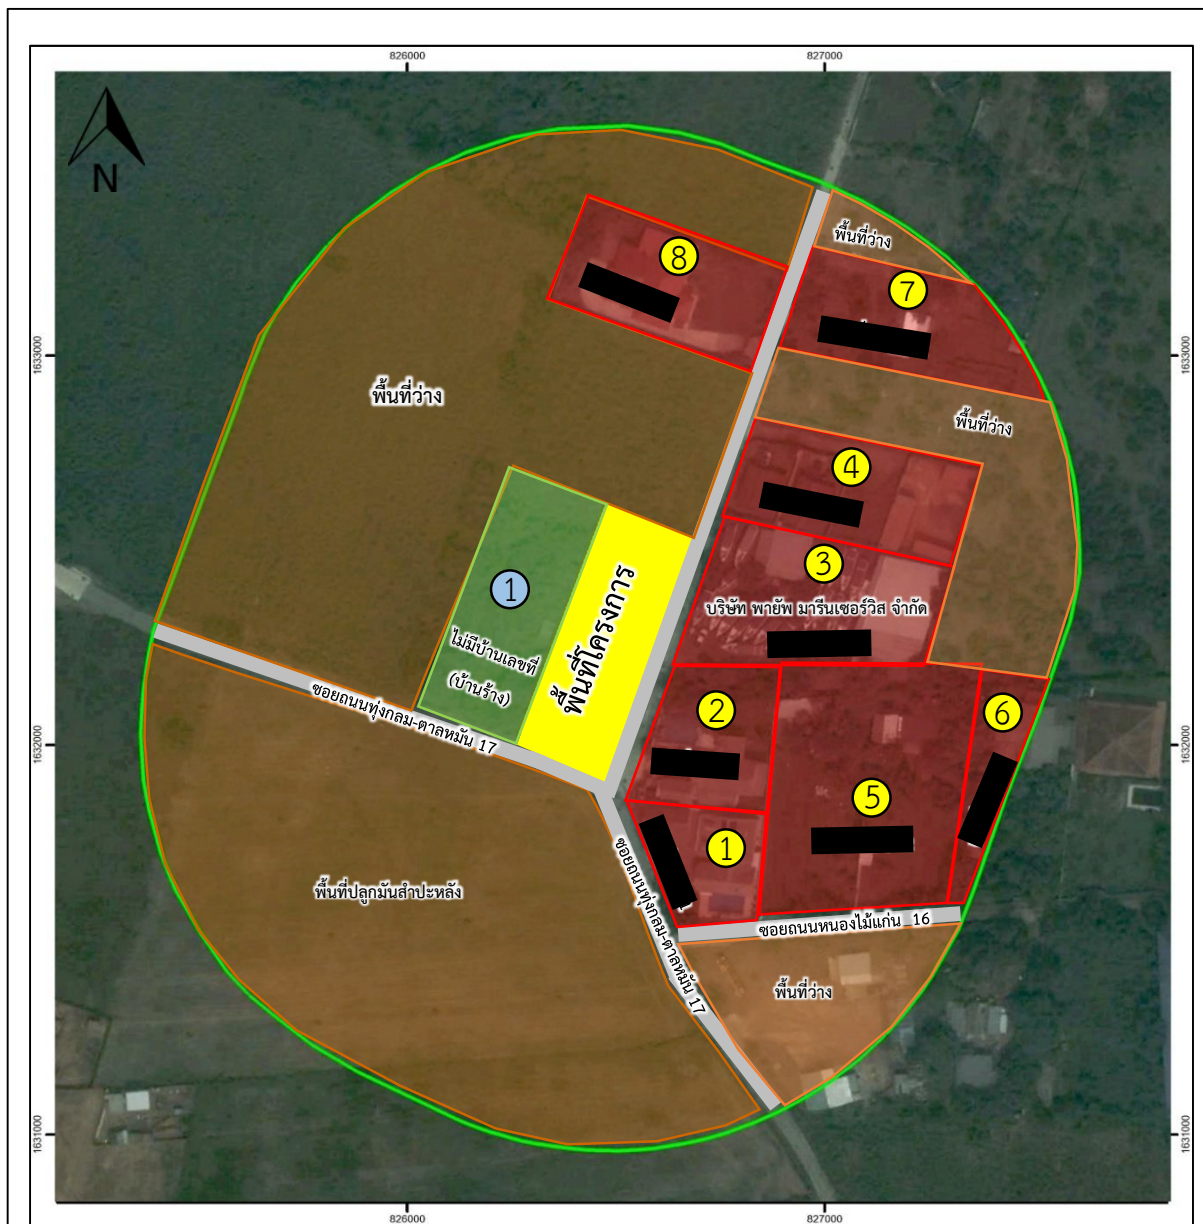 826000
827000
N
พื้นที่ว่าง
8
7
1633000
1633000
พื้นที่ว่าง
พื้นที่ว่าง
4
3
1
บริษัท พายัพ มารีนเซอร์วิส จำกัด
พื้นที่โครงการ
ไม่มีบ้านเลขที่
(บ้านร้าง)
ซอยถนนทุ่งกลม-ตาลหมัน 17
2
6
1632000
1632000
5
1
ซอยถนนทุ่งกลม-ตาลหมัน 17
พื้นที่ปลูกมันสำปะหลัง
ซอยถนนหนองไม้แก่น 16
พื้นที่ว่าง
1631000
1631000
826000
827000